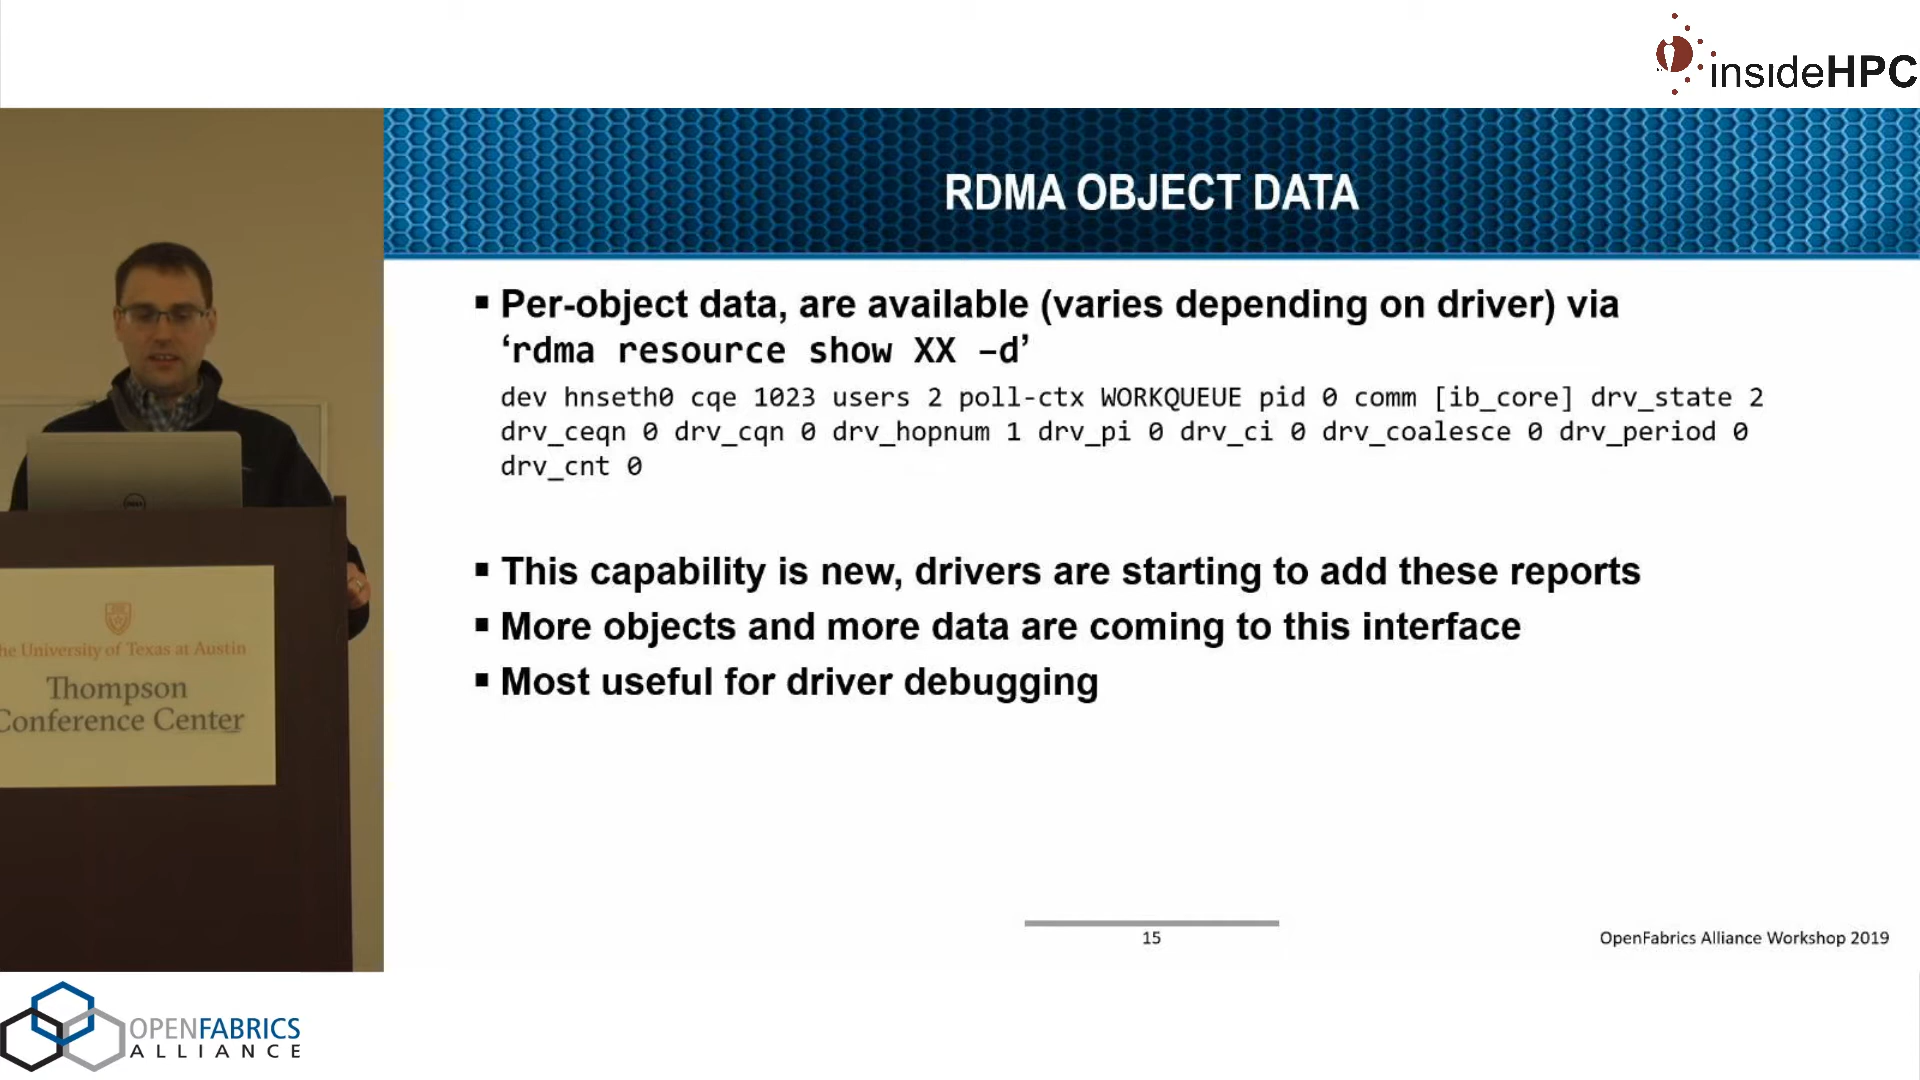 insideHPC
RDMA OBJECT DATA
▪ Per-object data, are available (varies depending on driver) via
‘rdma resource show XX –d’
dev hnseth0 cqe 1023 users 2 poll-ctx WORKQUEUE pid 0 comm [ib_core] drv_state 2
drv_ceqn 0 drv_cqn 0 drv_hopnum 1 drv_pi 0 drv_ci 0 drv_coalesce 0 drv_period 0
drv_cnt 0
▪ This capability is new, drivers are starting to add these reports
▪ More objects and more data are coming to this interface
▪ Most useful for driver debugging
he University of Texas at Austin
Thompson
Conference Center
15
OpenFabrics Alliance Workshop 2019
OPENFABRICS
ALLIANCE